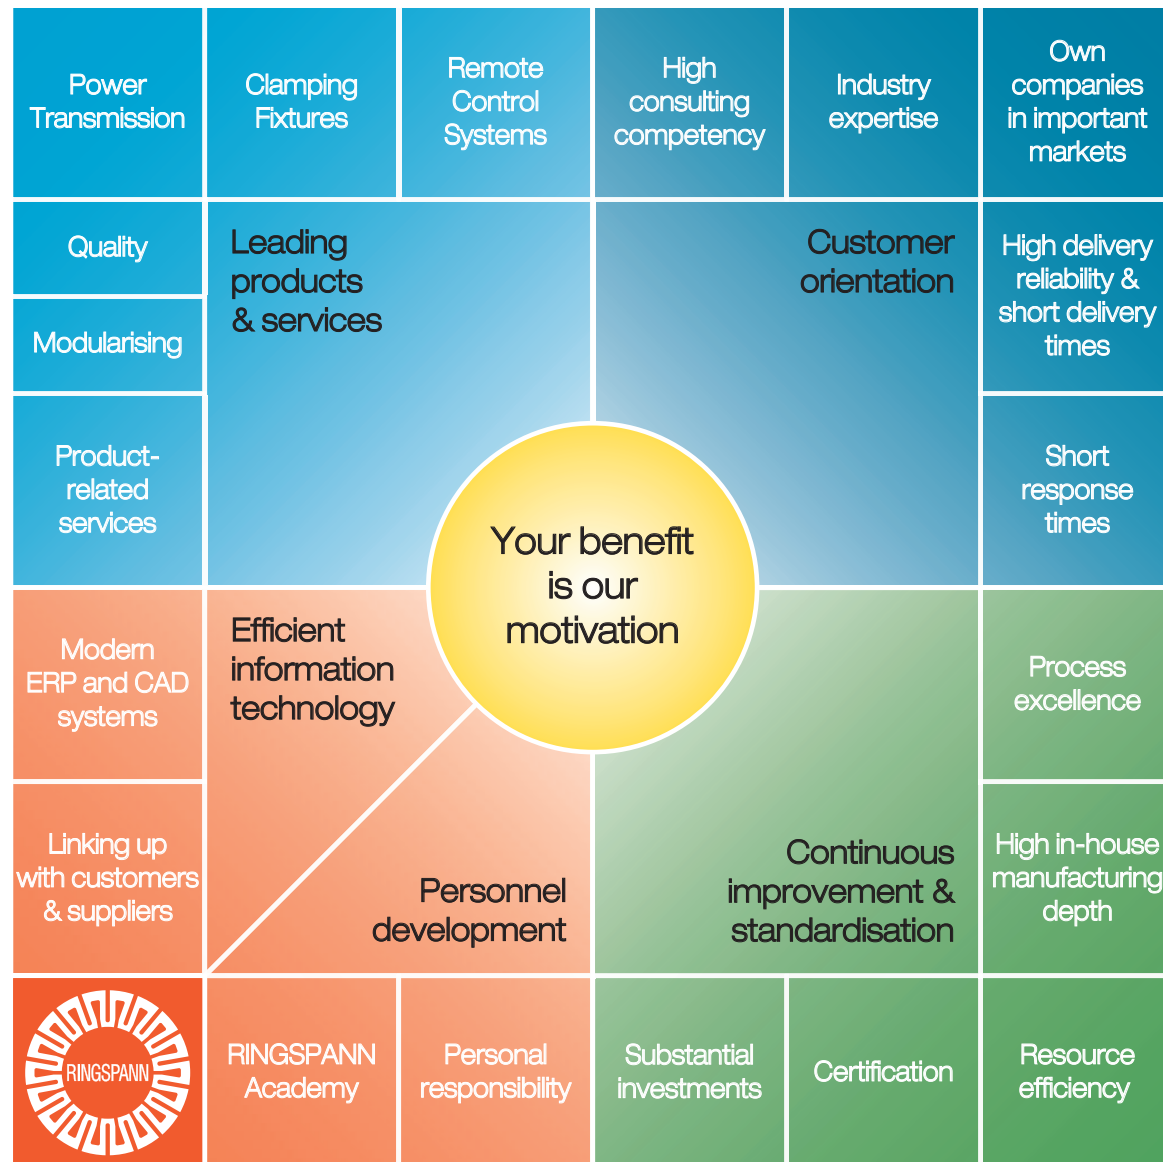 Power
Transmission
Clamping
Fixtures
Remote
Control
Systems
High
consulting
competency
Industry
expertise
Own
companies
in important
markets
Quality
Modularising
Leading
products
& services
Customer
orientation
High delivery
reliability &
short delivery
times
Product-
related
services
Your benefit
is our
motivation
Short
response
times
Modern
ERP and CAD
systems
Efficient
information
technology
Process
excellence
Linking up
with customers
& suppliers
Personnel
development
Continuous
improvement &
standardisation
High in-house
manufacturing
depth
RINGSPANN
RINGSPANN
Academy
Personal
responsibility
Substantial
investments
Certification
Resource
efficiency